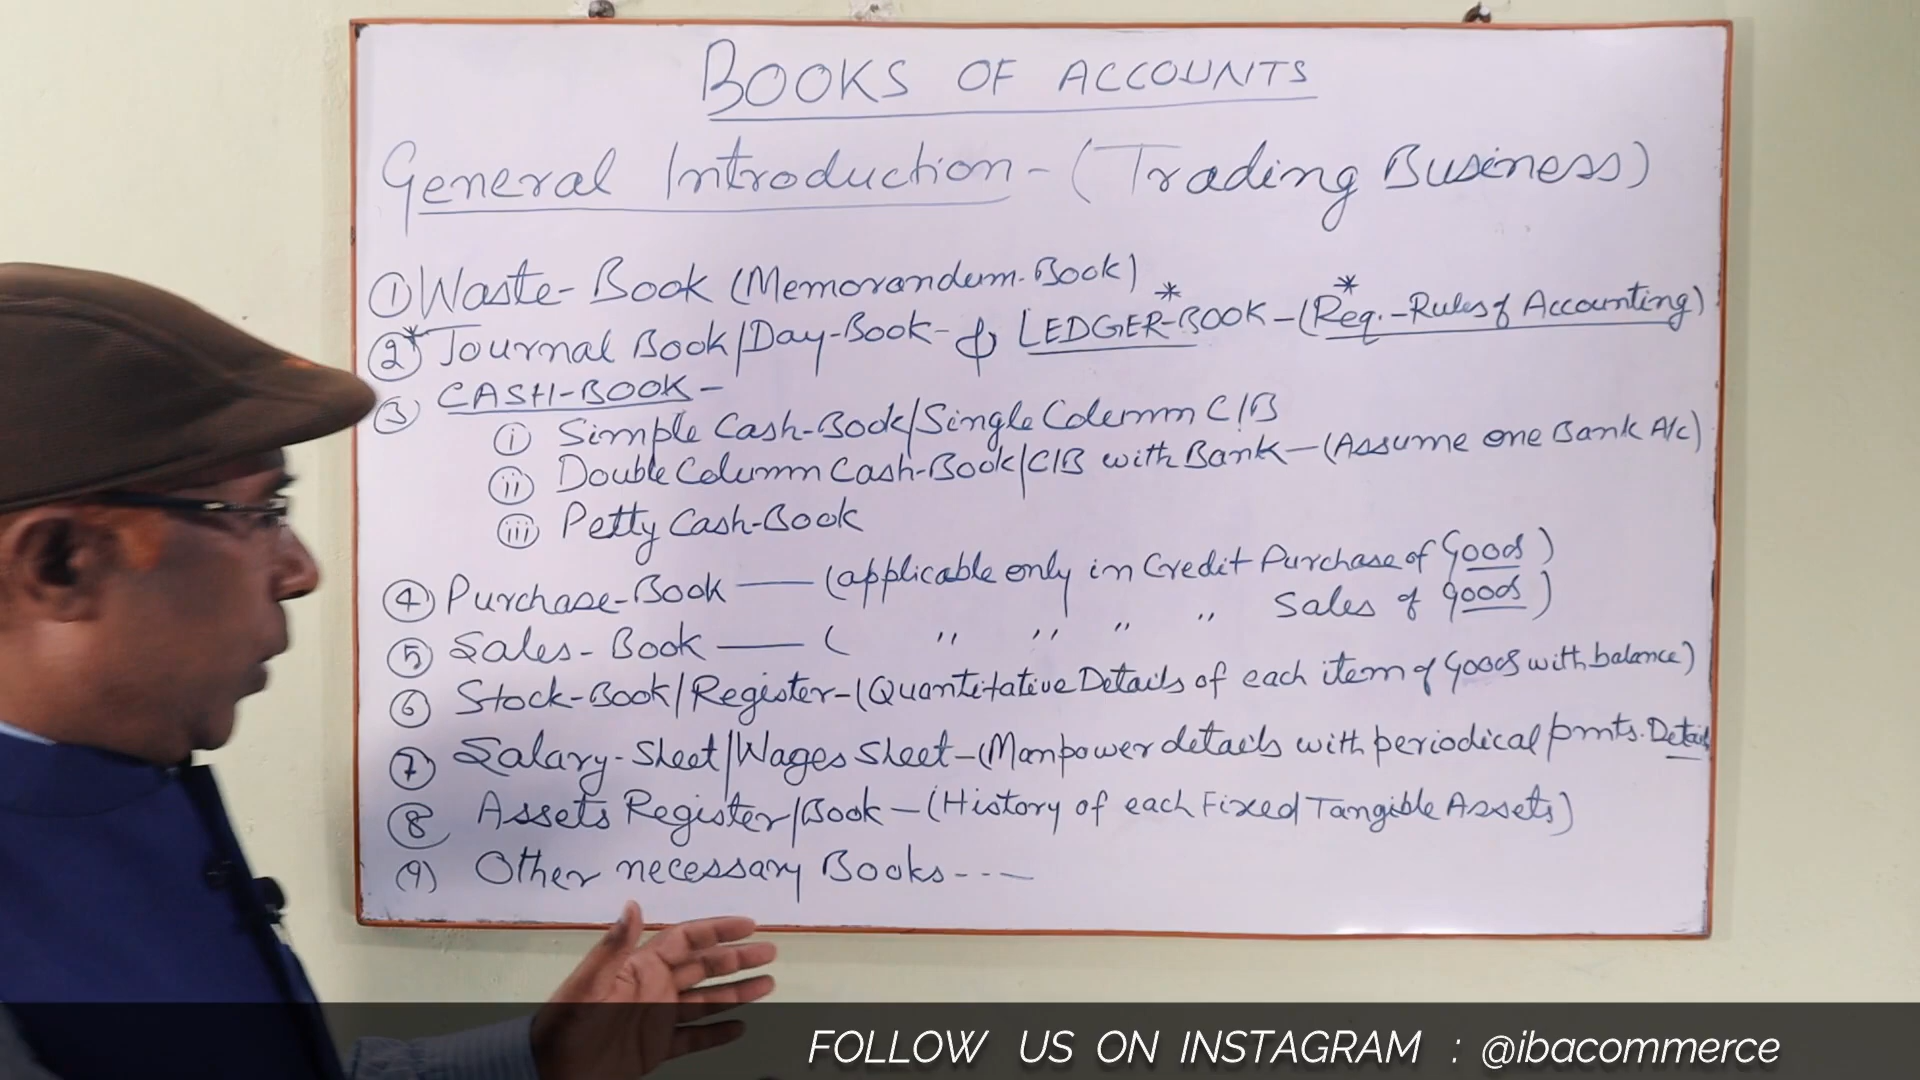 BOOKS OF ACCOUNTS
General Introduction - (Trading Business)
① Waste-Book (Memorandum-Book)
②* Journal Book/Day-Book - & LEDGER-BOOK* - (Req.* - Rules of Accounting)
③ CASH-BOOK -
ⓘ Simple Cash-Book/Single Column C/B
ⓘⓘ Double Column Cash-Book/C/B with Bank - (Assume one Bank A/c)
ⓘⓘⓘ Petty Cash-Book
④ Purchase-Book —— (applicable only in Credit Purchase of Goods)
⑤ Sales-Book —— ( " " " " Sales of goods)
⑥ Stock-Book/Register - (Quantitative Details of each item of Goods with balance)
⑦ Salary-Sheet/Wages Sheet - (Manpower details with periodical pmts. Details
⑧ Assets Register/Book - (History of each Fixed Tangible Assets)
(9) Other necessary Books ----
FOLLOW US ON INSTAGRAM : @ibacommerce